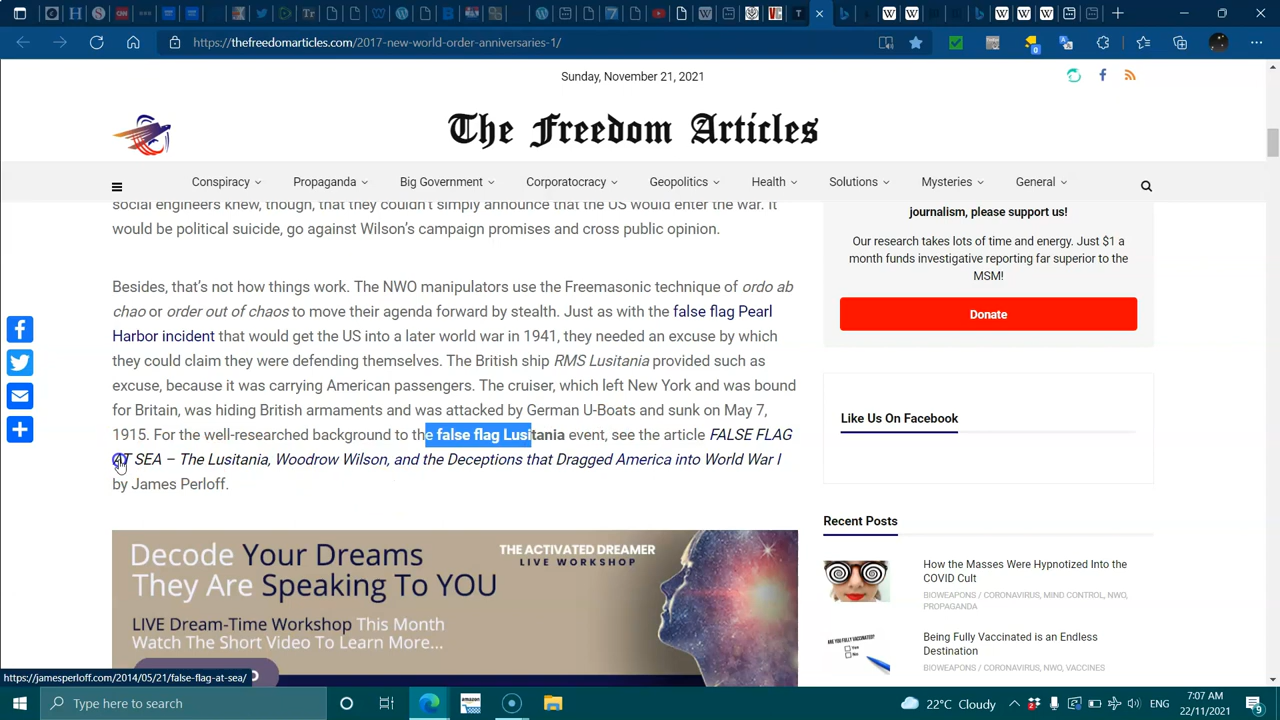 https://thefreedomarticles.com/2017-new-world-order-anniversaries-1/
Sunday, November 21, 2021
The Freedom Articles
Conspiracy Propaganda Big Government Corporatocracy Geopolitics Health Solutions Mysteries General
social engineers knew, though, that they couldn't simply announce that the US would enter the war. It
would be political suicide, go against Wilson's campaign promises and cross public opinion.
Besides, that's not how things work. The NWO manipulators use the Freemasonic technique of ordo ab
chao or order out of chaos to move their agenda forward by stealth. Just as with the false flag Pearl
Harbor incident that would get the US into a later world war in 1941, they needed an excuse by which
they could claim they were defending themselves. The British ship RMS Lusitania provided such as
excuse, because it was carrying American passengers. The cruiser, which left New York and was bound
for Britain, was hiding British armaments and was attacked by German U-Boats and sunk on May 7,
1915. For the well-researched background to the false flag Lusitania event, see the article FALSE FLAG
AT SEA – The Lusitania, Woodrow Wilson, and the Deceptions that Dragged America into World War I
by James Perloff.
Decode Your Dreams
They Are Speaking To YOU
THE ACTIVATED DREAMER
LIVE WORKSHOP
LIVE Dream-Time Workshop This Month
Watch The Short Video To Learn More...
journalism, please support us!
Our research takes lots of time and energy. Just $1 a
month funds investigative reporting far superior to the
MSM!
Donate
Like Us On Facebook
Recent Posts
How the Masses Were Hypnotized Into the
COVID Cult
BIOWEAPONS / CORONAVIRUS, MIND CONTROL, NWO,
PROPAGANDA
Being Fully Vaccinated is an Endless
Destination
BIOWEAPONS / CORONAVIRUS, NWO, VACCINES
https://jamesperloff.com/2014/05/21/false-flag-at-sea/
Type here to search
amazon
22°C Cloudy
ENG
7:07 AM
22/11/2021